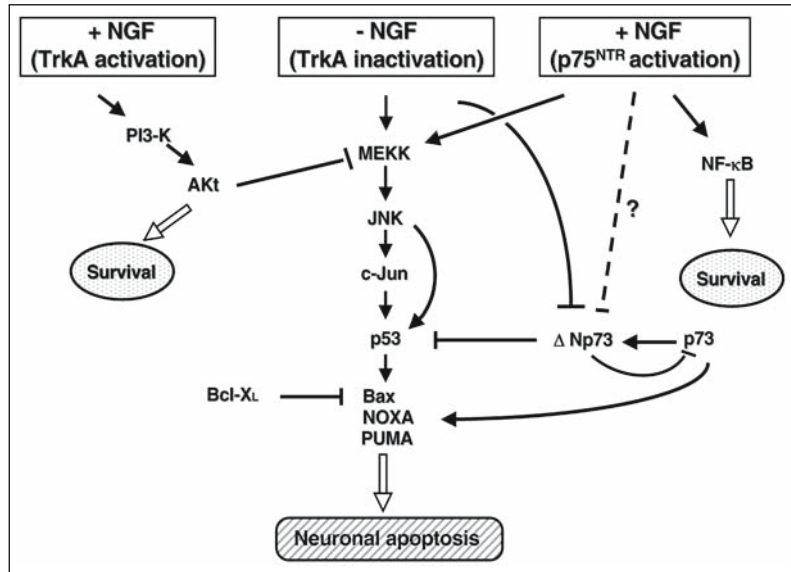 + NGF
(TrkA activation)
- NGF
(TrkA inactivation)
+ NGF
(p75NTR activation)
PI3-K
MEKK
NF-κB
AKt
JNK
?
Survival
c-Jun
Survival
p53
Δ Np73
p73
Bcl-XL
Bax
NOXA
PUMA
Neuronal apoptosis